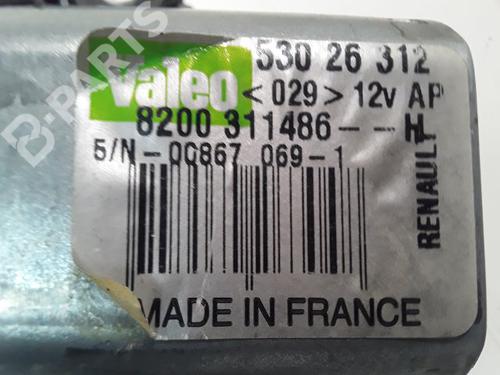 B-PARTS
Valeo
530 26 312
<029> 12v AP
8200 311486--H
S/N-0C867 069-1
RENAULT
MADE IN FRANCE